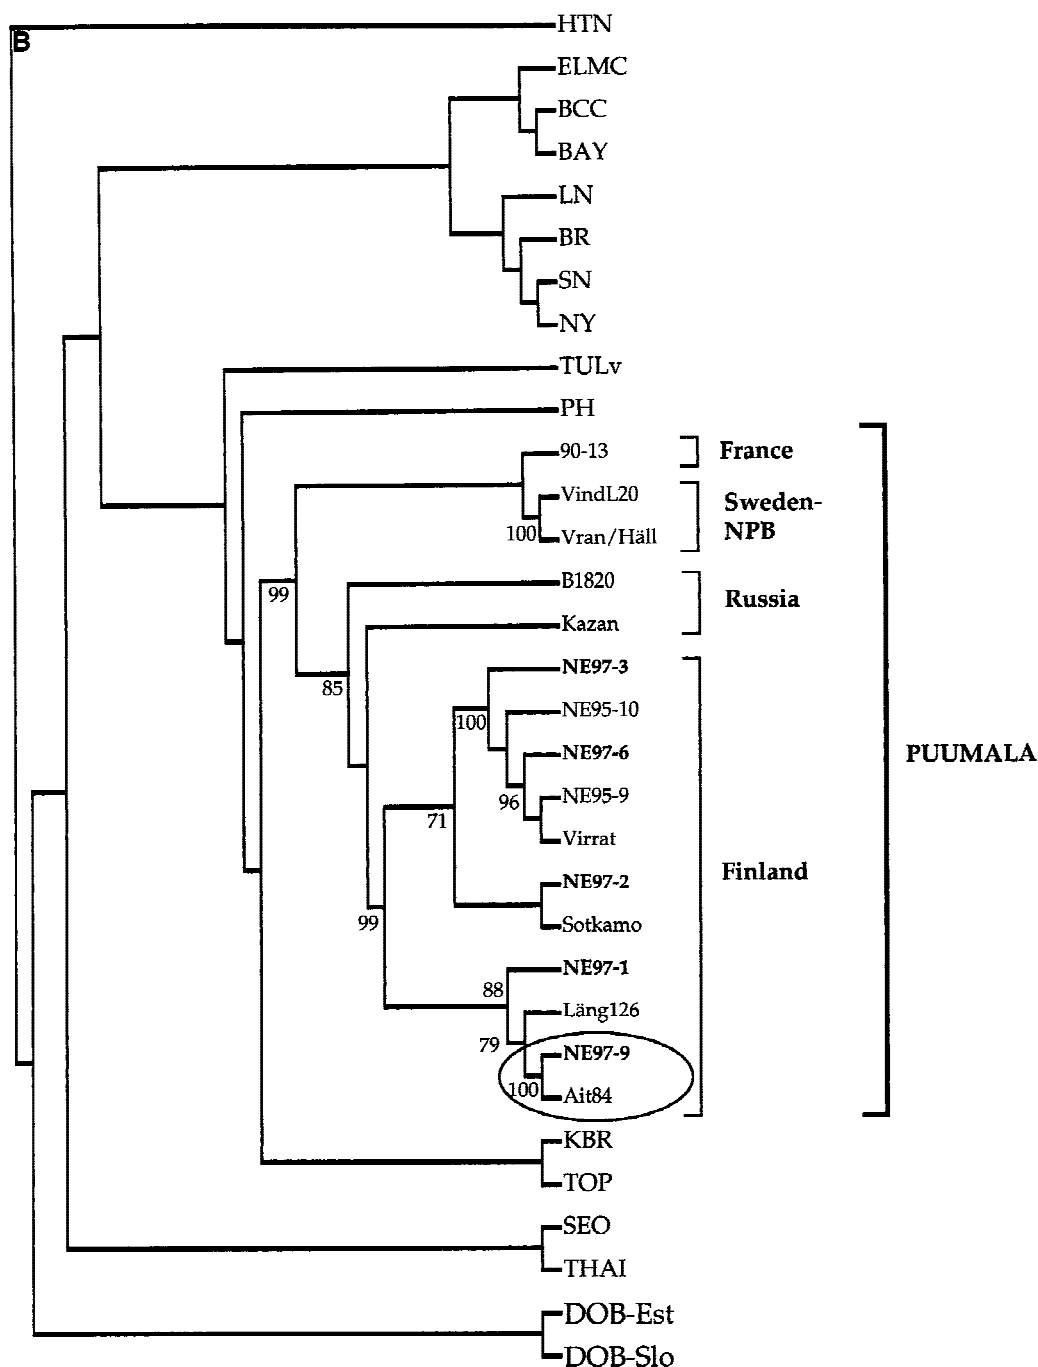 HTN
B
ELMC
BCC
BAY
LN
BR
SN
NY
TULv
PH
90-13
France
VindL20
Sweden-
NPB
100
Vran/Häll
B1820
99
Russia
Kazan
NE97-3
85
NE95-10
100
NE97-6
PUUMALA
NE95-9
96
71
Virrat
Finland
NE97-2
99
Sotkamo
NE97-1
88
Läng126
79
NE97-9
100
Ait84
KBR
TOP
SEO
THAI
DOB-Est
DOB-Slo